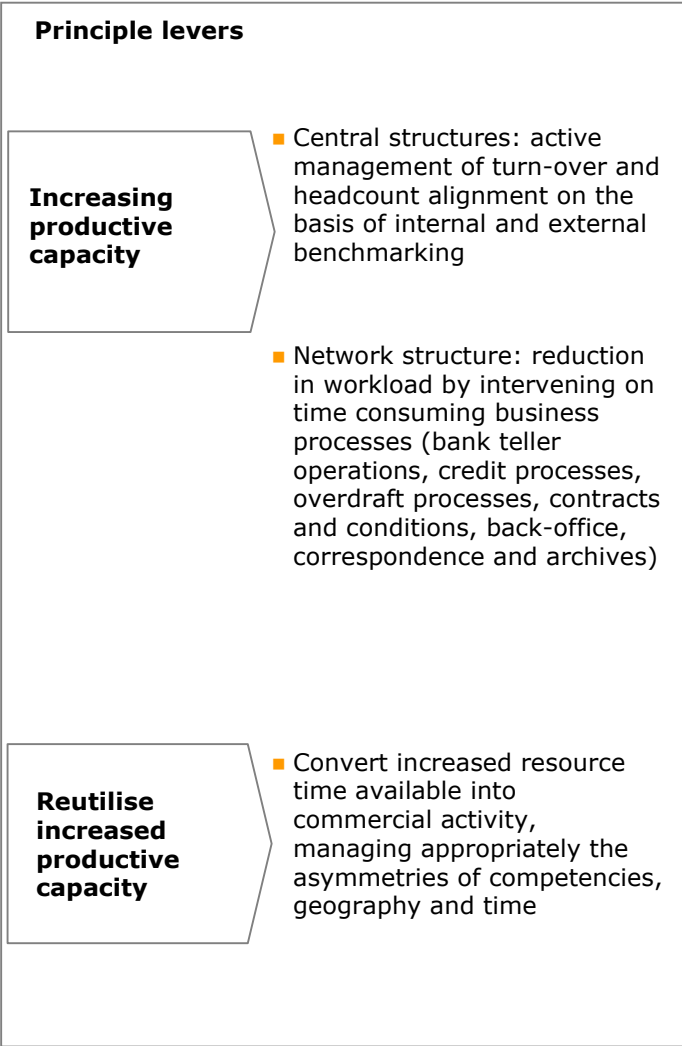 Principle levers
Increasing
productive
capacity
■ Central structures: active
management of turn-over and
headcount alignment on the
basis of internal and external
benchmarking
■ Network structure: reduction
in workload by intervening on
time consuming business
processes (bank teller
operations, credit processes,
overdraft processes, contracts
and conditions, back-office,
correspondence and archives)
Reutilise
increased
productive
capacity
■ Convert increased resource
time available into
commercial activity,
managing appropriately the
asymmetries of competencies,
geography and time